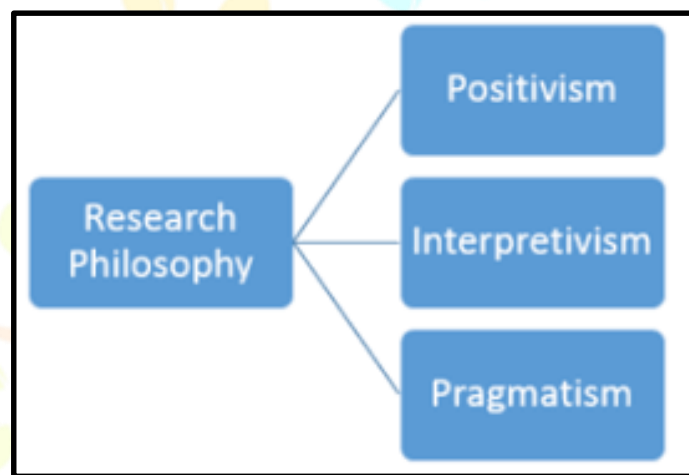 Research
Philosophy
Positivism
Interpretivism
Pragmatism